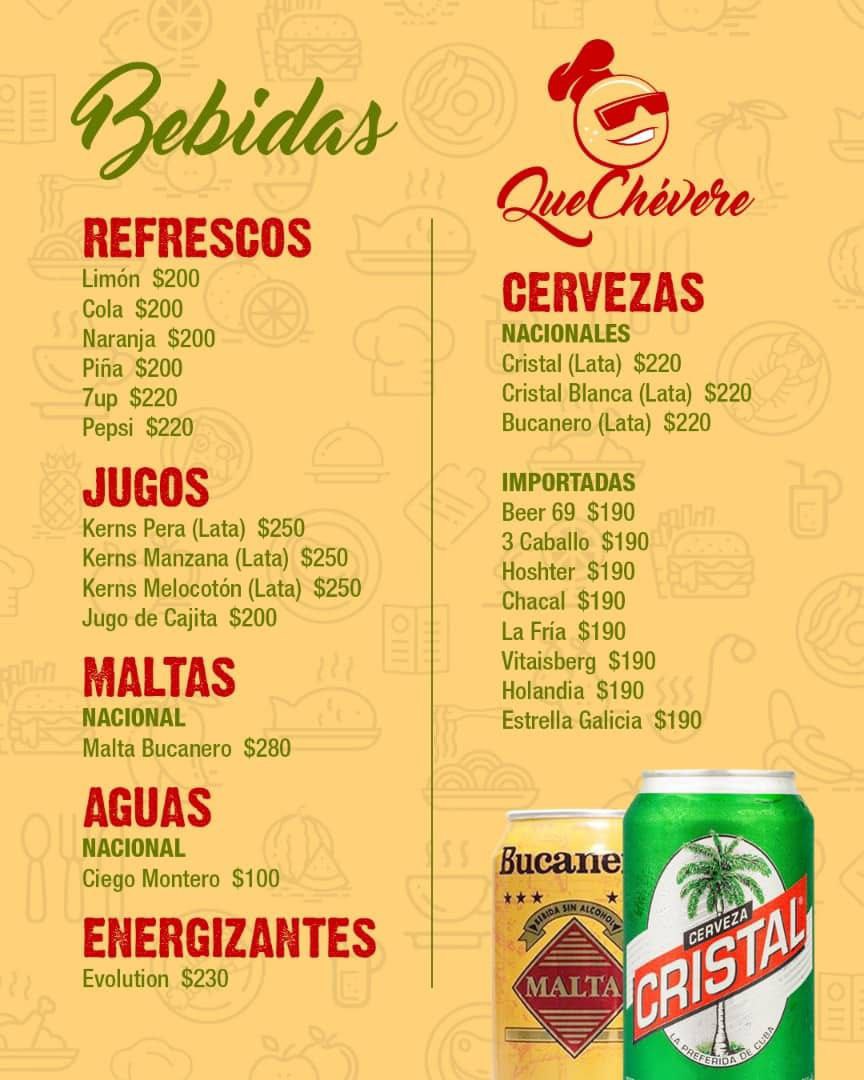 Bebidas
REFRESCOS
Limón $200
Cola $200
Naranja $200
Piña $200
7up $220
Pepsi $220
JUGOS
Kerns Pera (Lata) $250
Kerns Manzana (Lata) $250
Kerns Melocotón (Lata) $250
Jugo de Cajita $200
MALTAS
NACIONAL
Malta Bucanero $280
AGUAS
NACIONAL
Ciego Montero $100
ENERGIZANTES
Evolution $230
QueChévere
CERVEZAS
NACIONALES
Cristal (Lata) $220
Cristal Blanca (Lata) $220
Bucanero (Lata) $220
IMPORTADAS
Beer 69 $190
3 Caballo $190
Hoshter $190
Chacal $190
La Fría $190
Vitaisberg $190
Holandia $190
Estrella Galicia $190
Bucane
BEBIDA SIN ALCOHOL
MALTA
CERVEZA
CRISTAL
LA PREFERIDA DE CUBA